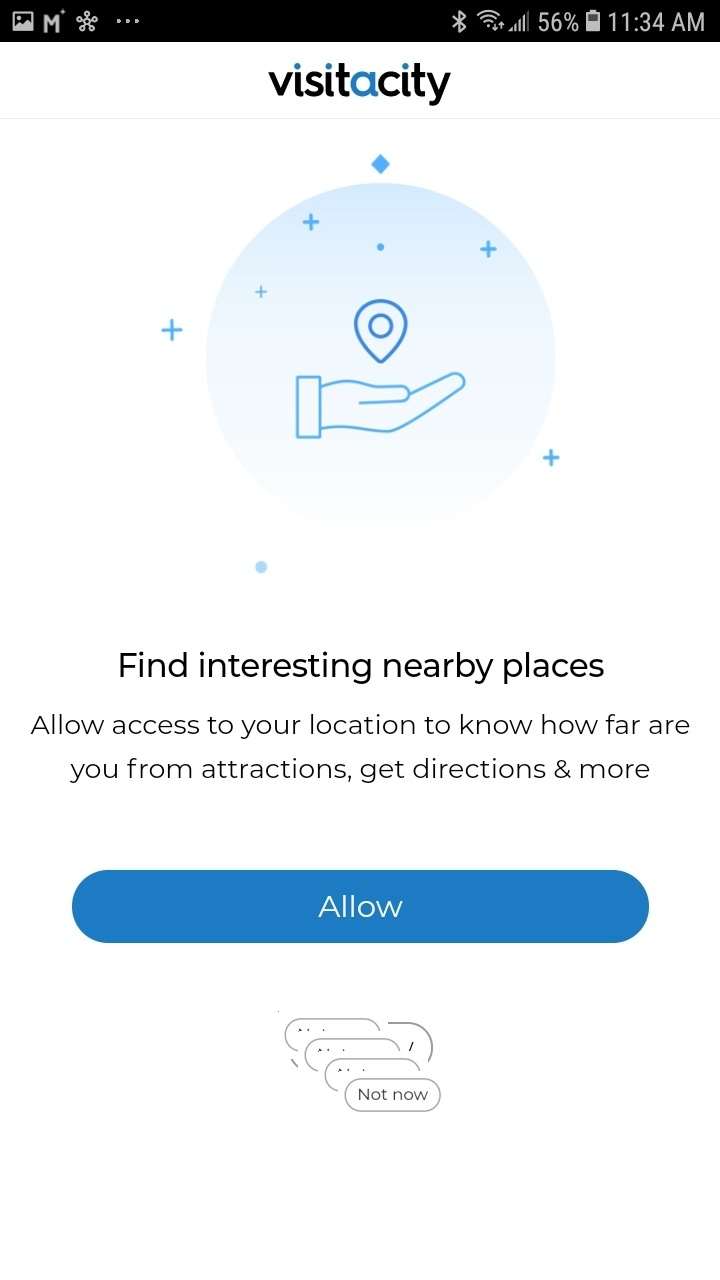 56% 11:34 AM
visitacity
Find interesting nearby places
Allow access to your location to know how far are
you from attractions, get directions & more
Allow
Not now